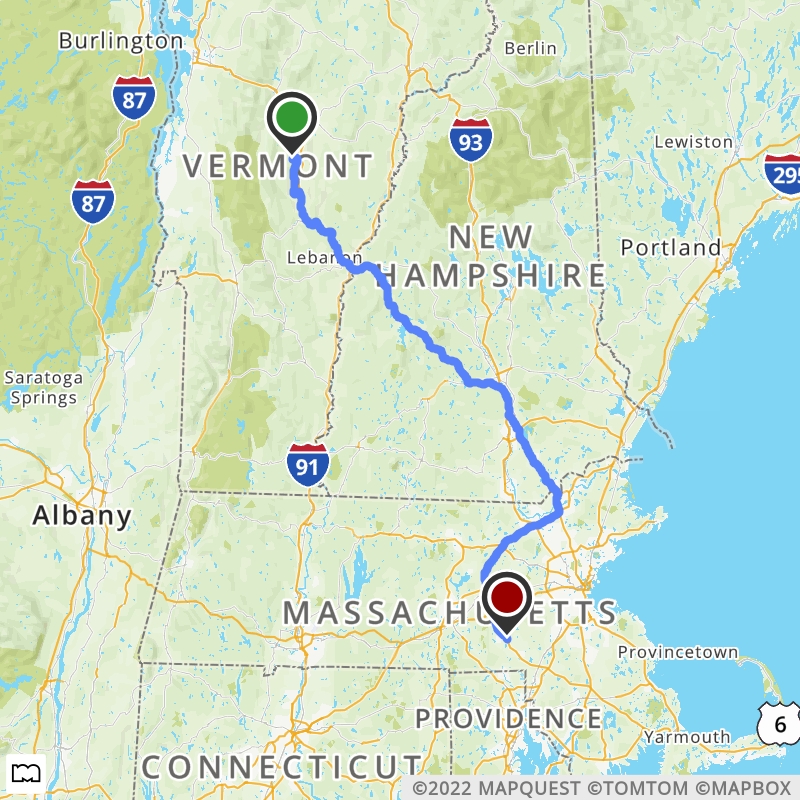 Burlington
Berlin
87
93
Lewiston
VERMONT
295
87
NEW
HAMPSHIRE
Portland
Lebanon
Saratoga
Springs
91
Albany
MASSACHUSETTS
Provincetown
PROVIDENCE
6
Yarmouth
CONNECTICUT
©2022 MAPQUEST ©TOMTOM ©MAPBOX